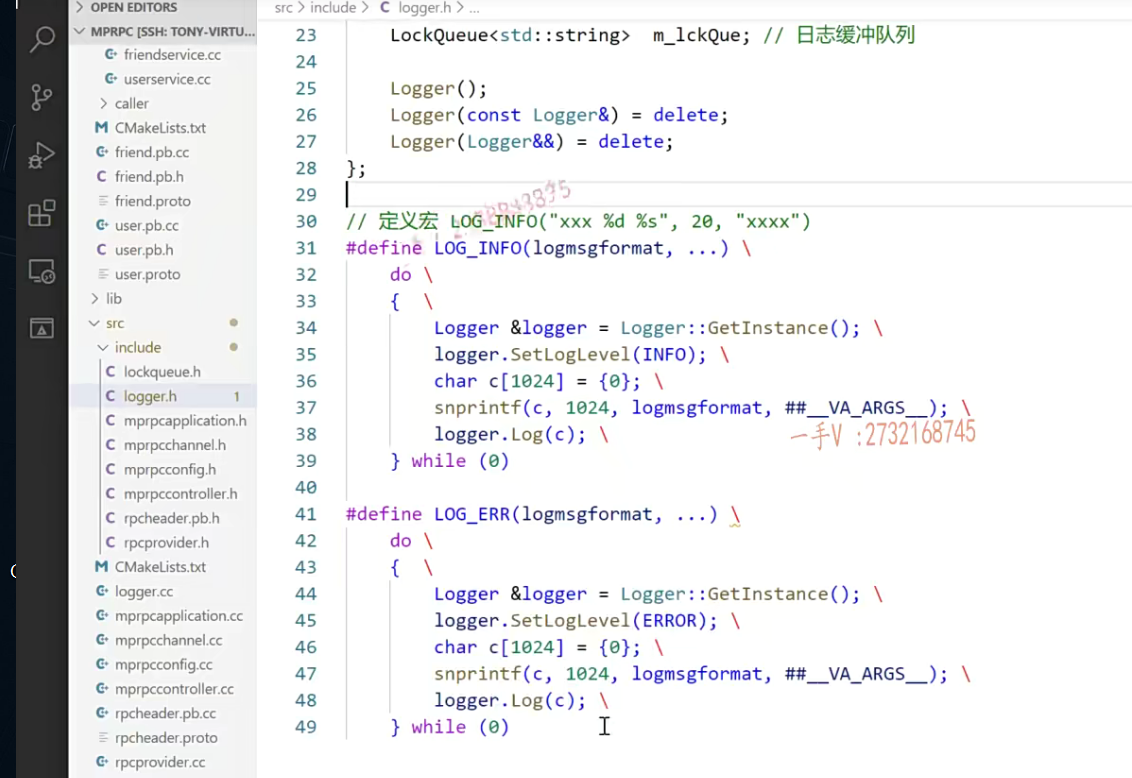 OPEN EDITORS
MPRPC [SSH: TONY-VIRTU...
friendservice.cc
userservice.cc
caller
CMakeLists.txt
friend.pb.cc
friend.pb.h
friend.proto
user.pb.cc
user.pb.h
user.proto
lib
src
include
lockqueue.h
logger.h 1
mprpcapplication.h
mprpcchannel.h
mprpcconfig.h
mprpccontroller.h
rpcheader.pb.h
rpcprovider.h
CMakeLists.txt
logger.cc
mprpcapplication.cc
mprpcchannel.cc
mprpcconfig.cc
mprpccontroller.cc
rpcheader.pb.cc
rpcheader.proto
rpcprovider.cc
src > include > C logger.h > ...
23 LockQueue<std::string> m_lckQue; // 日志缓冲队列
24
25 Logger();
26 Logger(const Logger&) = delete;
27 Logger(Logger&&) = delete;
28 };
29
30 // 定义宏 LOG_INFO("xxx %d %s", 20, "xxxx")
31 #define LOG_INFO(logmsgformat, ...) \
32 do \
33 { \
34 Logger &logger = Logger::GetInstance(); \
35 logger.SetLogLevel(INFO); \
36 char c[1024] = {0}; \
37 snprintf(c, 1024, logmsgformat, ##__VA_ARGS__); \
38 logger.Log(c); \
39 } while (0)
40
41 #define LOG_ERR(logmsgformat, ...) \
42 do \
43 { \
44 Logger &logger = Logger::GetInstance(); \
45 logger.SetLogLevel(ERROR); \
46 char c[1024] = {0}; \
47 snprintf(c, 1024, logmsgformat, ##__VA_ARGS__); \
48 logger.Log(c); \
49 } while (0)
一手V :2732168745